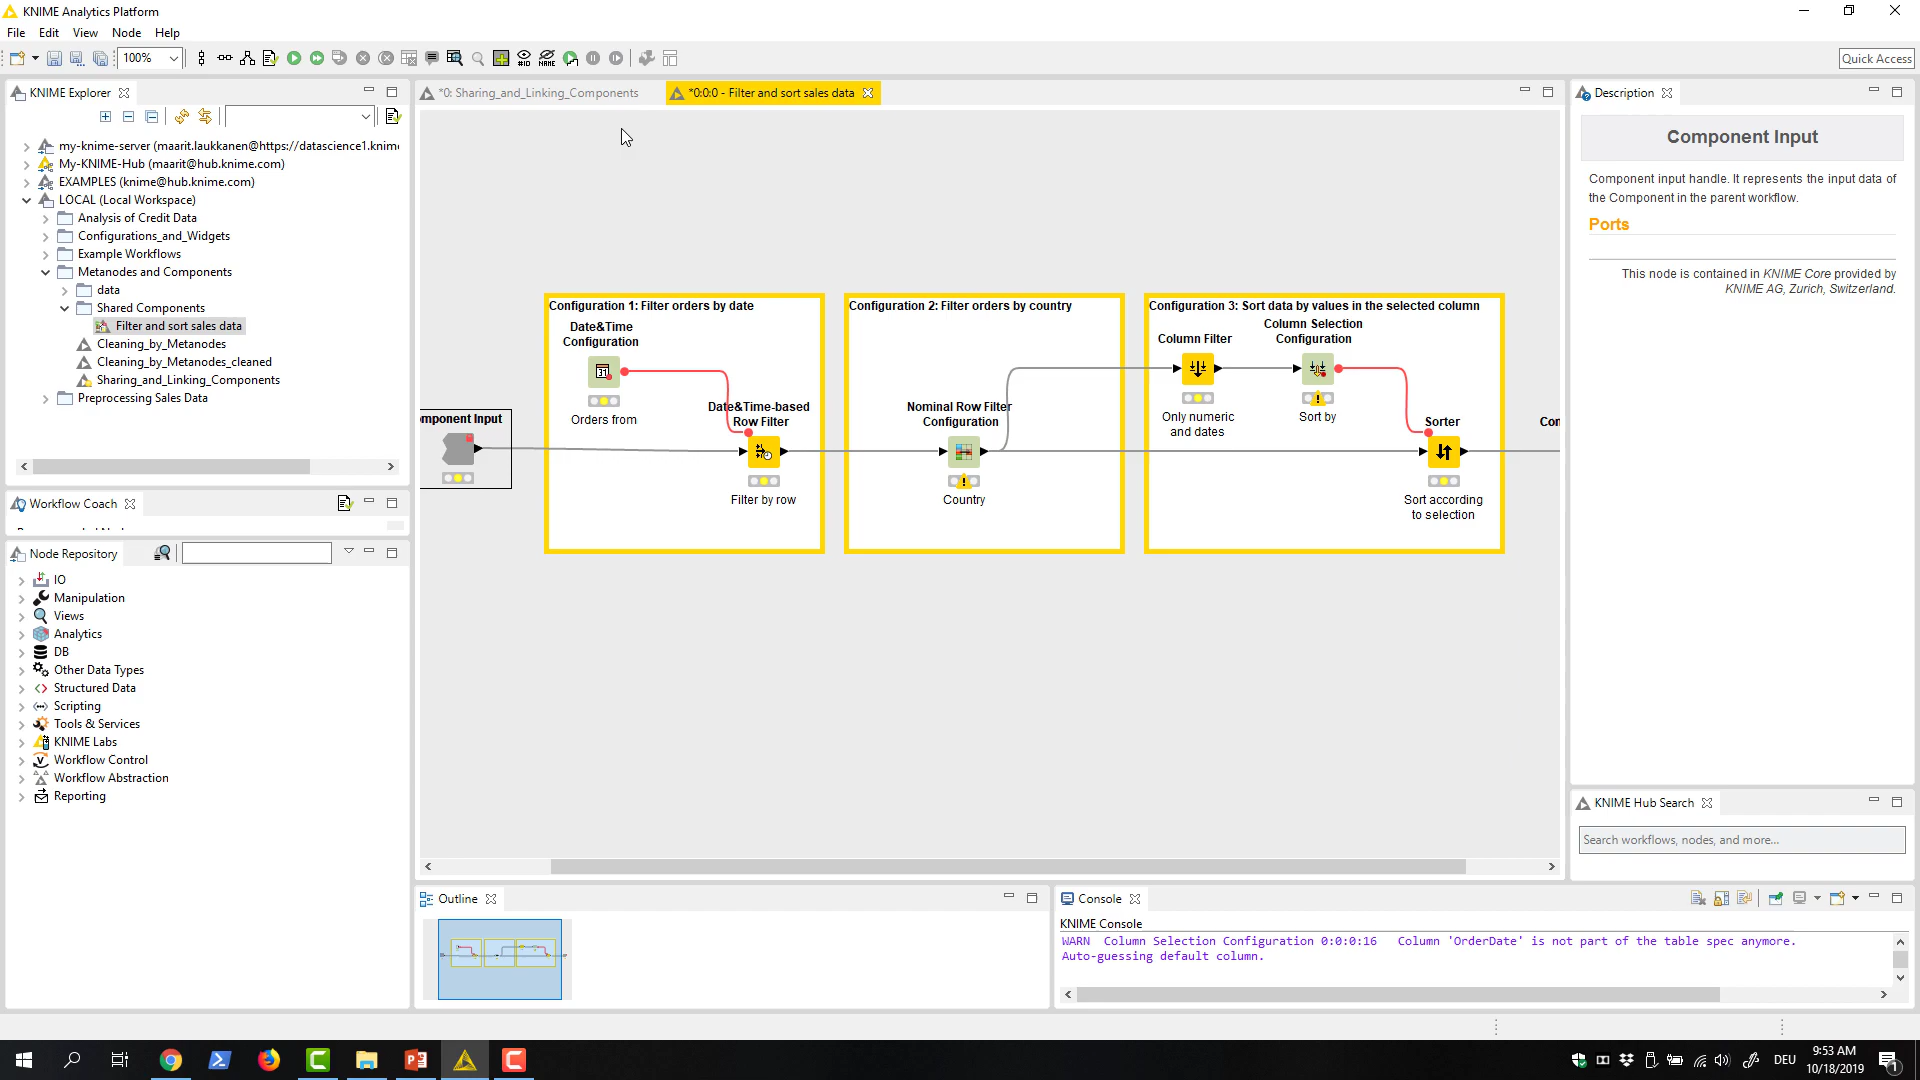 KNIME Analytics Platform
File Edit View Node Help
100%
Quick Access
KNIME Explorer
my-knime-server (maarit.laukkanen@https://datascience1.knime
My-KNIME-Hub (maarit@hub.knime.com)
EXAMPLES (knime@hub.knime.com)
LOCAL (Local Workspace)
Analysis of Credit Data
Configurations_and_Widgets
Example Workflows
Metanodes and Components
data
Shared Components
Filter and sort sales data
Cleaning_by_Metanodes
Cleaning_by_Metanodes_cleaned
Sharing_and_Linking_Components
Preprocessing Sales Data
Workflow Coach
Node Repository
IO
Manipulation
Views
Analytics
DB
Other Data Types
Structured Data
Scripting
Tools & Services
KNIME Labs
Workflow Control
Workflow Abstraction
Reporting
*0: Sharing_and_Linking_Components
*0:0:0 - Filter and sort sales data
mponent Input
Configuration 1: Filter orders by date
Date&Time
Configuration
Orders from
Date&Time-based
Row Filter
Filter by row
Configuration 2: Filter orders by country
Nominal Row Filter
Configuration
Country
Configuration 3: Sort data by values in the selected column
Column Filter
Only numeric
and dates
Column Selection
Configuration
Sort by
Sorter
Sort according
to selection
Con
Outline
Console
KNIME Console
WARN Column Selection Configuration 0:0:0:16 Column 'OrderDate' is not part of the table spec anymore.
Auto-guessing default column.
Description
Component Input
Component input handle. It represents the input data of
the Component in the parent workflow.
Ports
This node is contained in KNIME Core provided by
KNIME AG, Zurich, Switzerland.
KNIME Hub Search
Search workflows, nodes, and more...
DEU
9:53 AM
10/18/2019